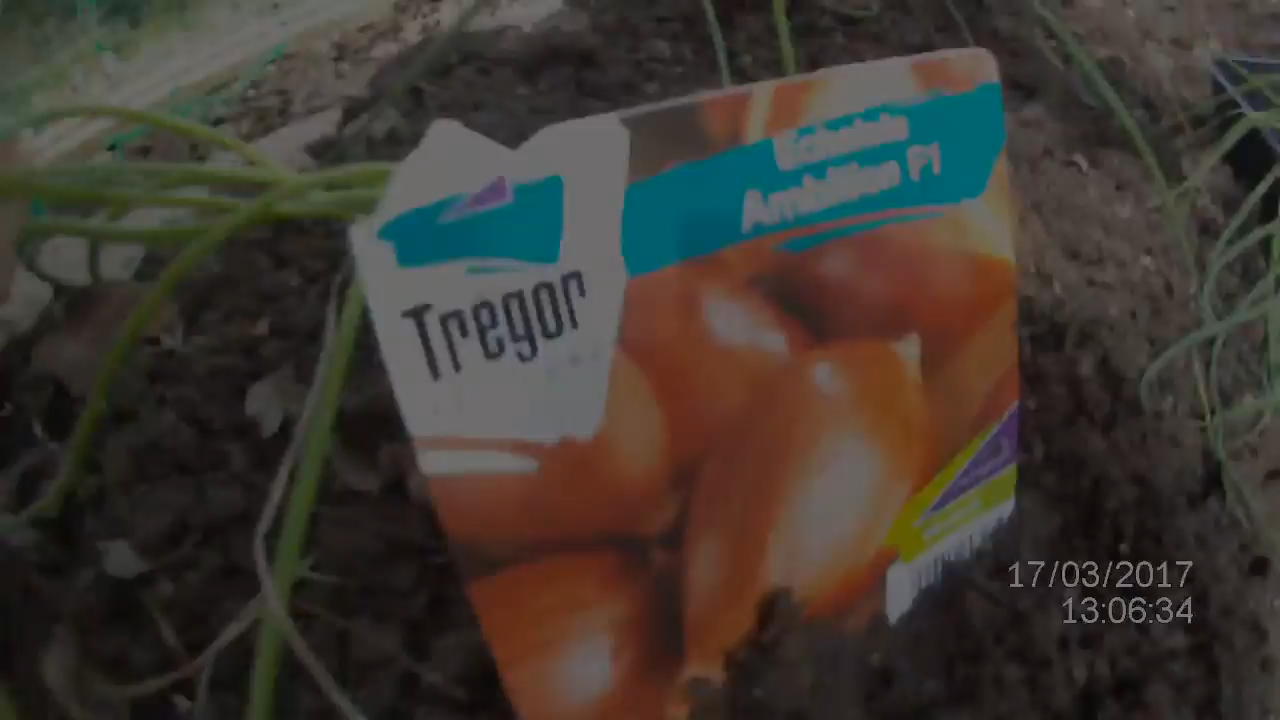 Echalote
Ambition F1
Tregor
17/03/2017
13:06:34